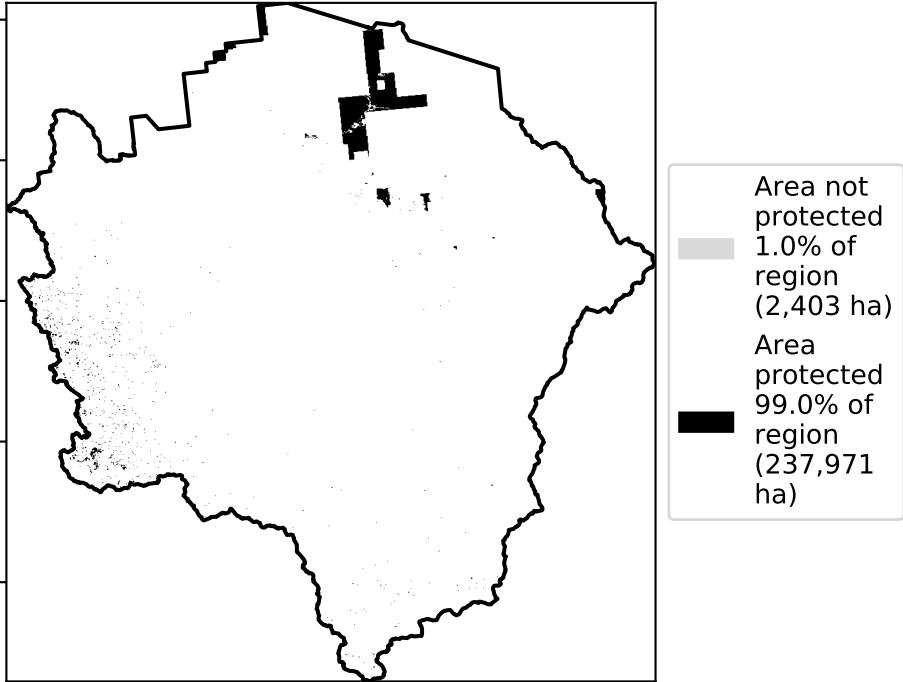 Area not
protected
1.0% of
region
(2,403 ha)
Area
protected
99.0% of
region
(237,971
ha)